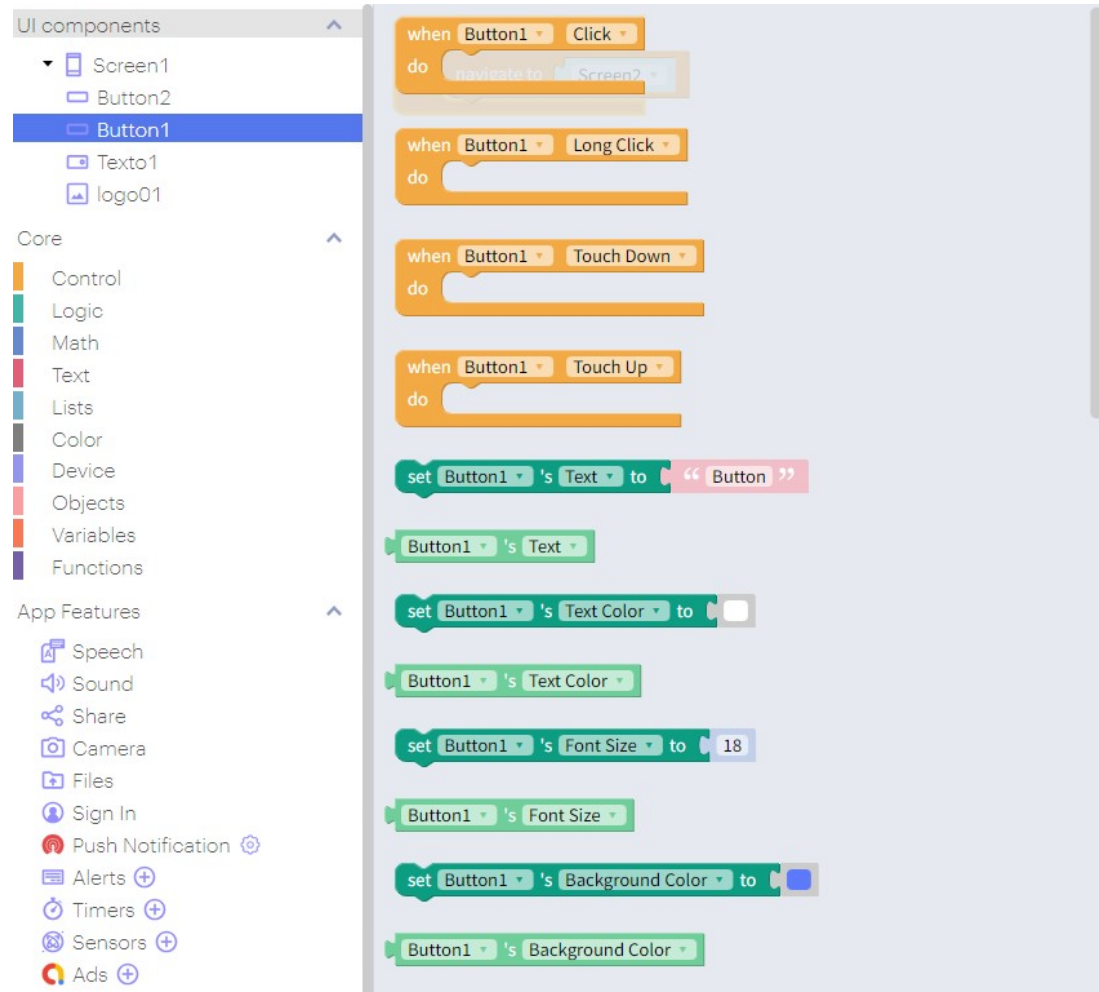 UI components
Screen1
Button2
Button1
Texto1
logo01
Core
Control
Logic
Math
Text
Lists
Color
Device
Objects
Variables
Functions
App Features
Speech
Sound
Share
Camera
Files
Sign In
Push Notification
Alerts
Timers
Sensors
Ads
when Button1 Click
do
navigate to Screen2
when Button1 Long Click
do
when Button1 Touch Down
do
when Button1 Touch Up
do
set Button1 's Text to “ Button ”
Button1 's Text
set Button1 's Text Color to
Button1 's Text Color
set Button1 's Font Size to 18
Button1 's Font Size
set Button1 's Background Color to
Button1 's Background Color